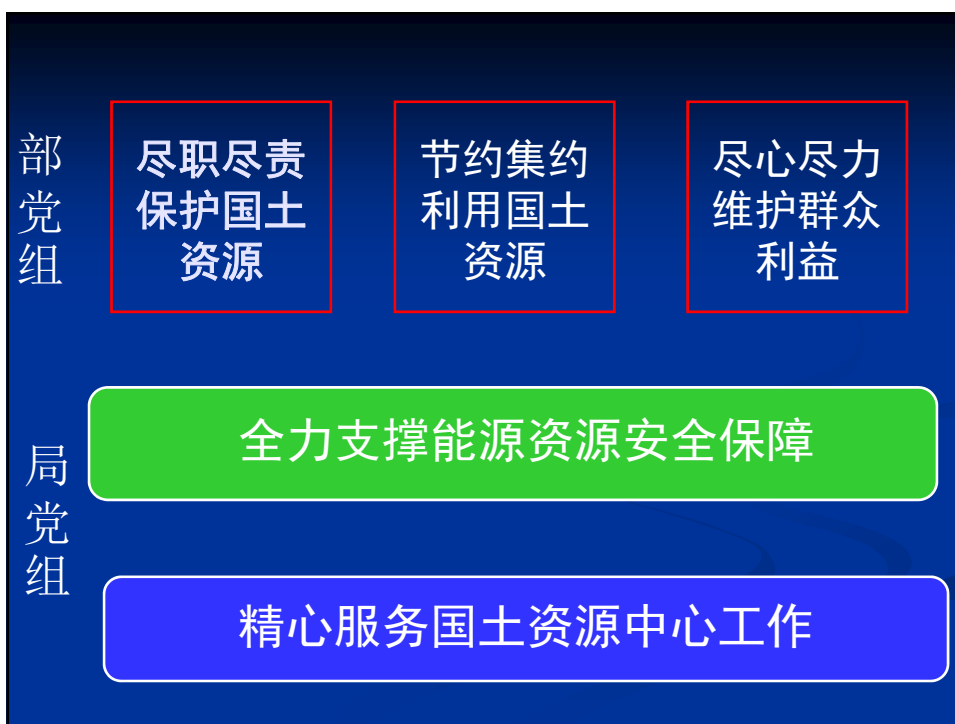 部党组
尽职尽责
保护国土
资源
节约集约
利用国土
资源
尽心尽力
维护群众
利益
局党组
全力支撑能源资源安全保障
精心服务国土资源中心工作